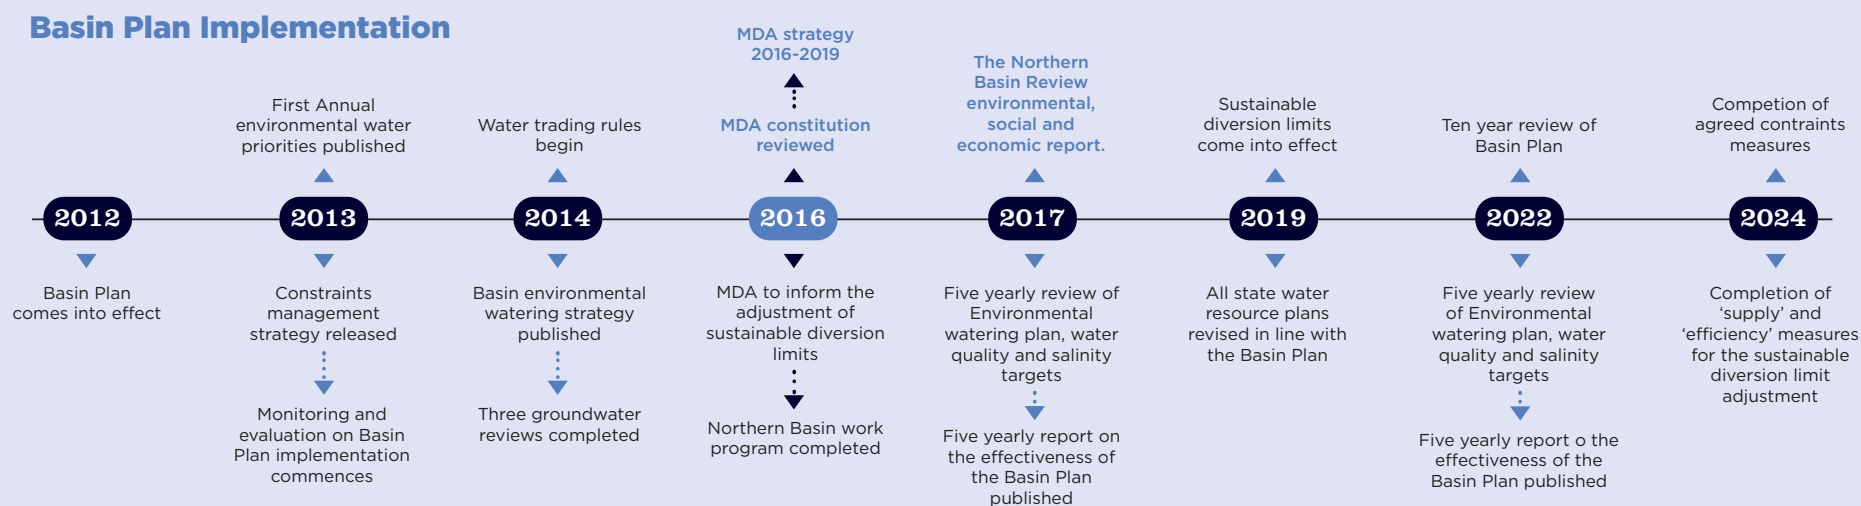 Basin Plan Implementation
MDA strategy
2016-2019
First Annual
environmental water
priorities published
Water trading rules
begin
MDA constitution
reviewed
The Northern
Basin Review
environmental,
social and
economic report.
Sustainable
diversion limits
come into effect
Ten year review of
Basin Plan
Competion of
agreed contraints
measures
2012
2013
2014
2016
2017
2019
2022
2024
Basin Plan
comes into effect
Constraints
management
strategy released
Monitoring and
evaluation on Basin
Plan implementation
commences
Basin environmental
watering strategy
published
Three groundwater
reviews completed
MDA to inform the
adjustment of
sustainable diversion
limits
Northern Basin work
program completed
Five yearly review of
Environmental
watering plan, water
quality and salinity
targets
Five yearly report on
the effectiveness of
the Basin Plan
published
All state water
resource plans
revised in line with
the Basin Plan
Five yearly review
of Environmental
watering plan, water
quality and salinity
targets
Five yearly report o the
effectiveness of the
Basin Plan published
Completion of
‘supply’ and
‘efficiency’ measures
for the sustainable
diversion limit
adjustment